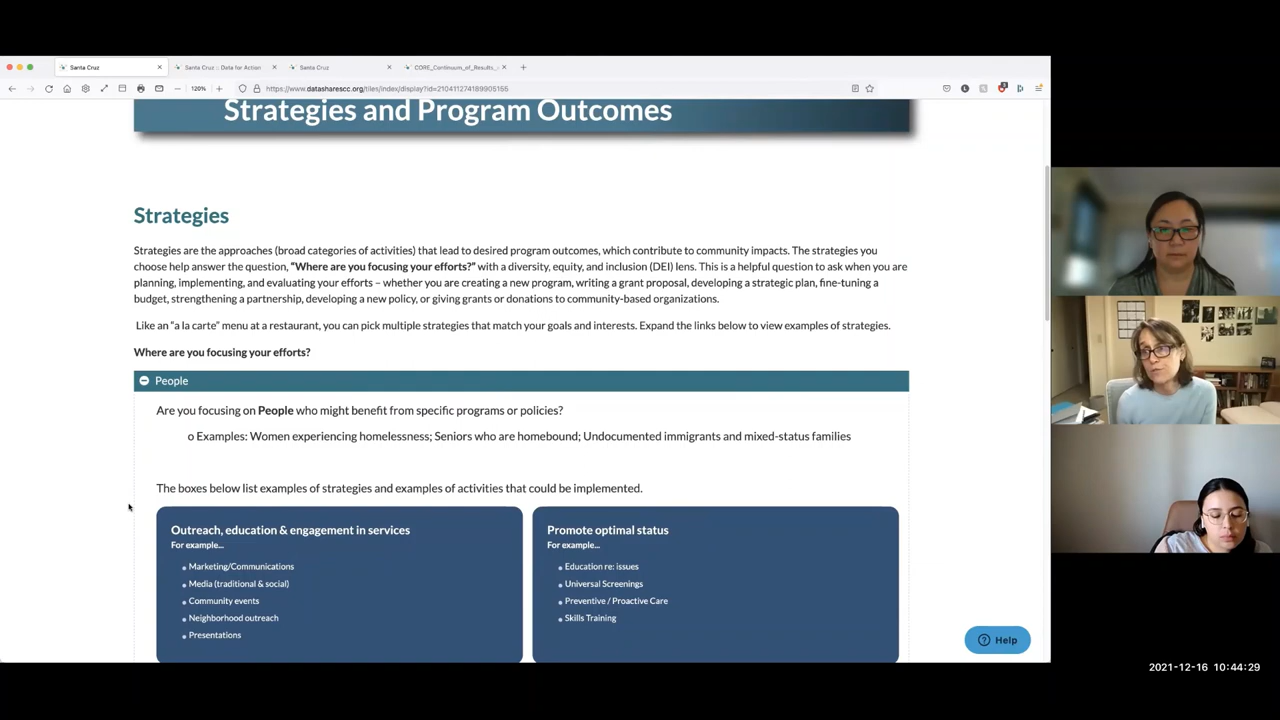 Santa Cruz
Santa Cruz :: Data for Action
Santa Cruz
CORE_Continuum_of_Results_
120%
https://www.datasharescc.org/tiles/index/display?id=210411274189905155
Strategies and Program Outcomes
Strategies
Strategies are the approaches (broad categories of activities) that lead to desired program outcomes, which contribute to community impacts. The strategies you
choose help answer the question, "Where are you focusing your efforts?" with a diversity, equity, and inclusion (DEI) lens. This is a helpful question to ask when you are
planning, implementing, and evaluating your efforts – whether you are creating a new program, writing a grant proposal, developing a strategic plan, fine-tuning a
budget, strengthening a partnership, developing a new policy, or giving grants or donations to community-based organizations.
Like an "a la carte" menu at a restaurant, you can pick multiple strategies that match your goals and interests. Expand the links below to view examples of strategies.
Where are you focusing your efforts?
People
Are you focusing on People who might benefit from specific programs or policies?
o Examples: Women experiencing homelessness; Seniors who are homebound; Undocumented immigrants and mixed-status families
The boxes below list examples of strategies and examples of activities that could be implemented.
Outreach, education & engagement in services
For example...
Marketing/Communications
Media (traditional & social)
Community events
Neighborhood outreach
Presentations
Promote optimal status
For example...
Education re: issues
Universal Screenings
Preventive / Proactive Care
Skills Training
Help
2021-12-16 10:44:29